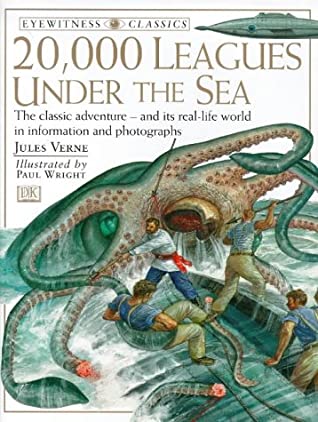 EYEWITNESS CLASSICS
20,000 LEAGUES
UNDER THE SEA
The classic adventure – and its real-life world
in information and photographs
JULES VERNE
Illustrated by
PAUL WRIGHT
DK